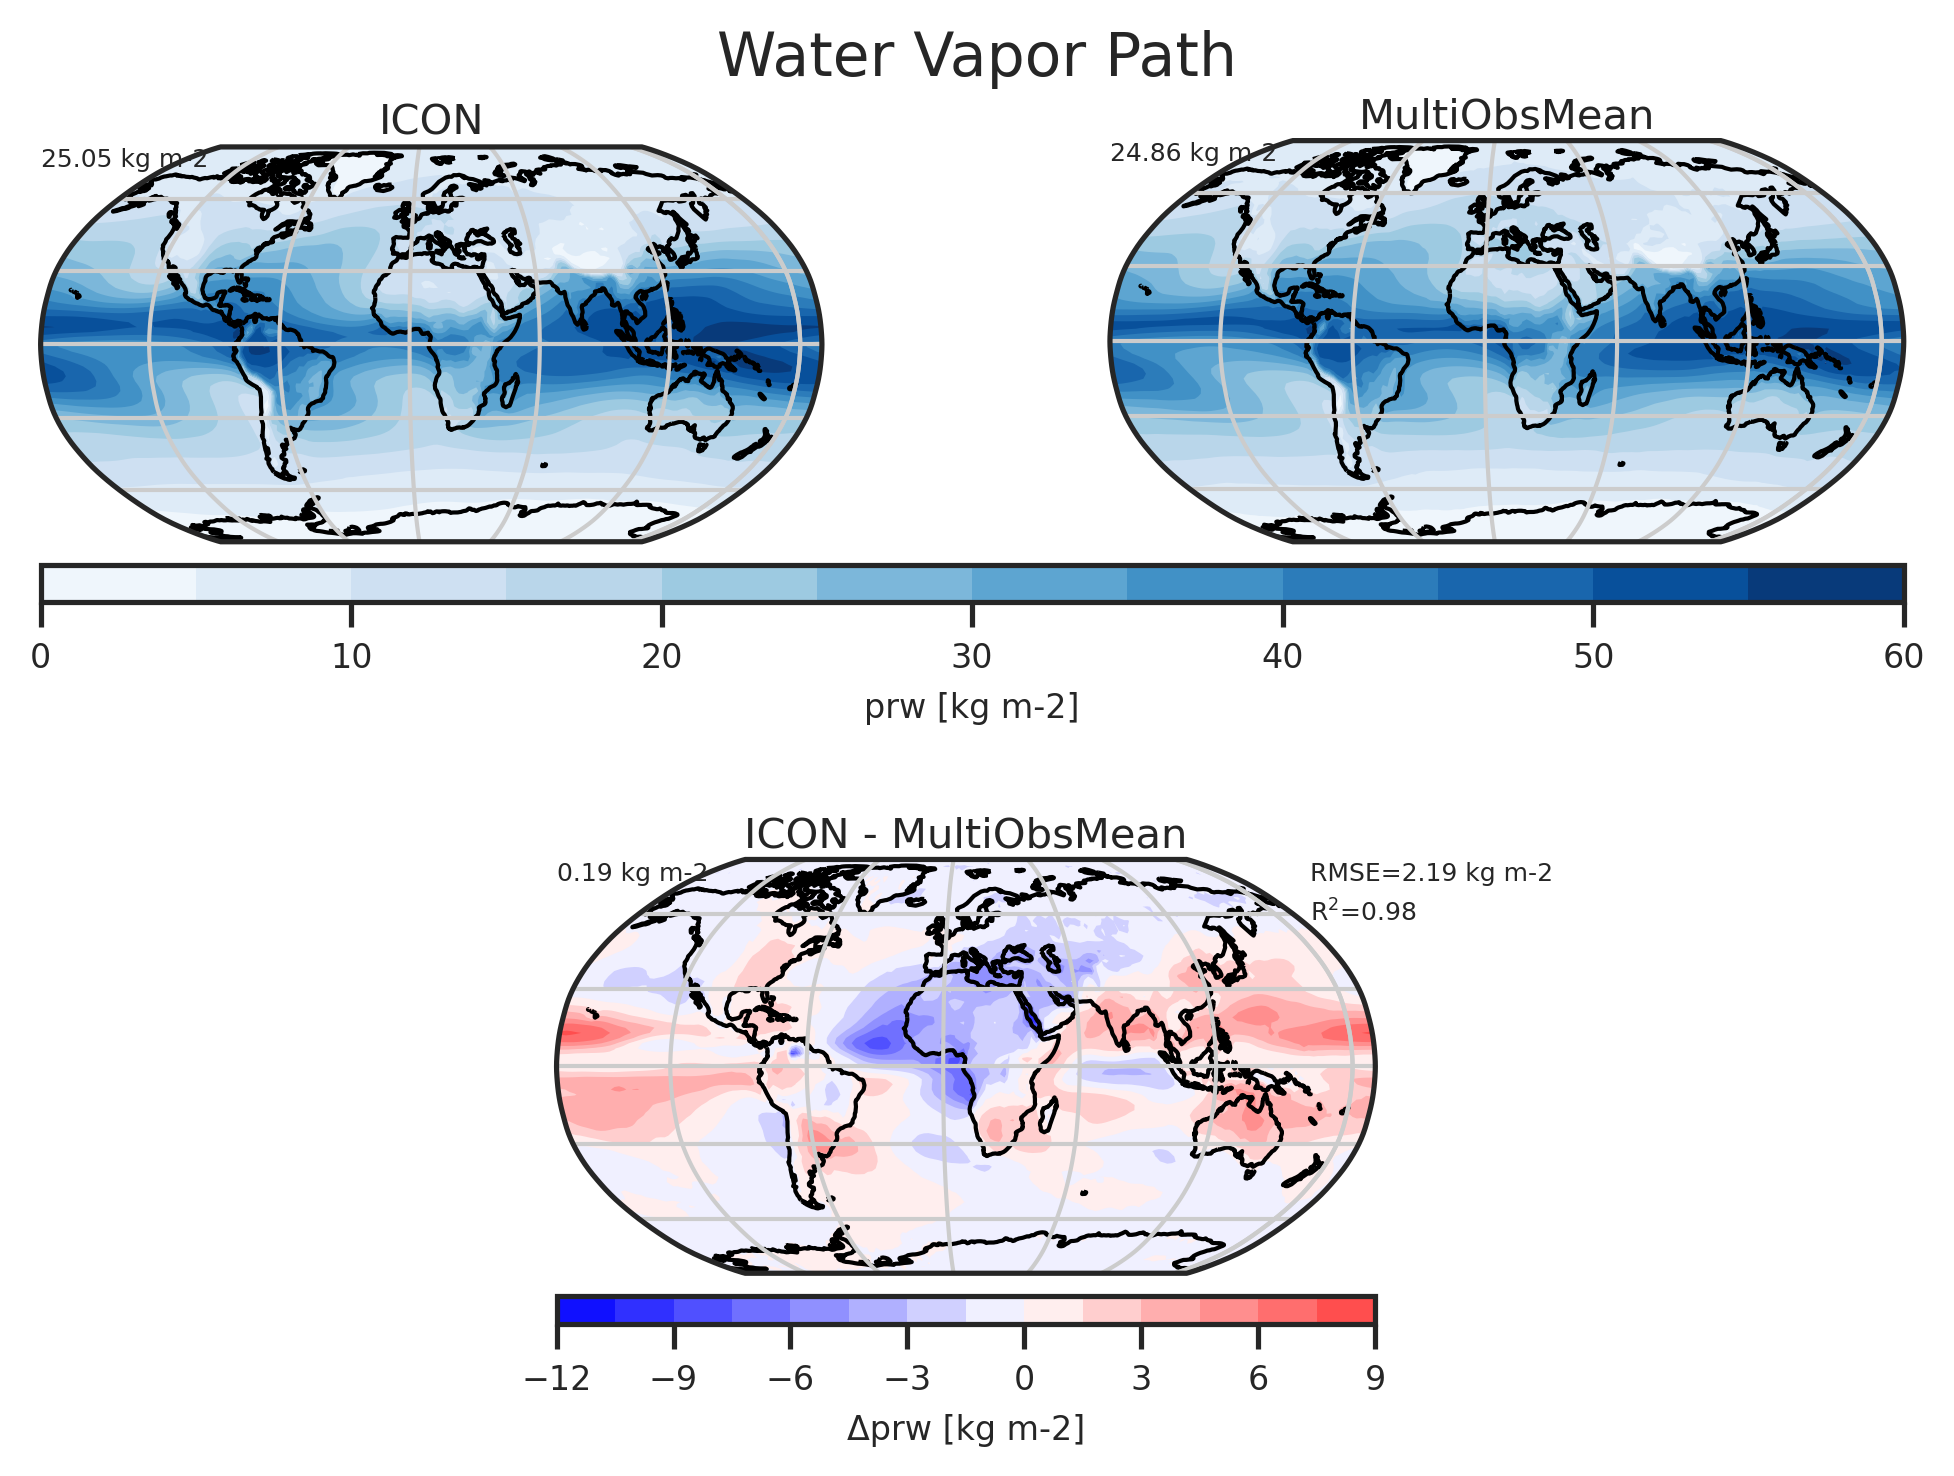 Water Vapor Path
ICON
MultiObsMean
25.05 kg m-2
24.86 kg m-2
0
10
20
30
40
50
60
prw [kg m-2]
ICON - MultiObsMean
0.19 kg m-2
RMSE=2.19 kg m-2
R²=0.98
−12
−9
−6
−3
0
3
6
9
Δprw [kg m-2]